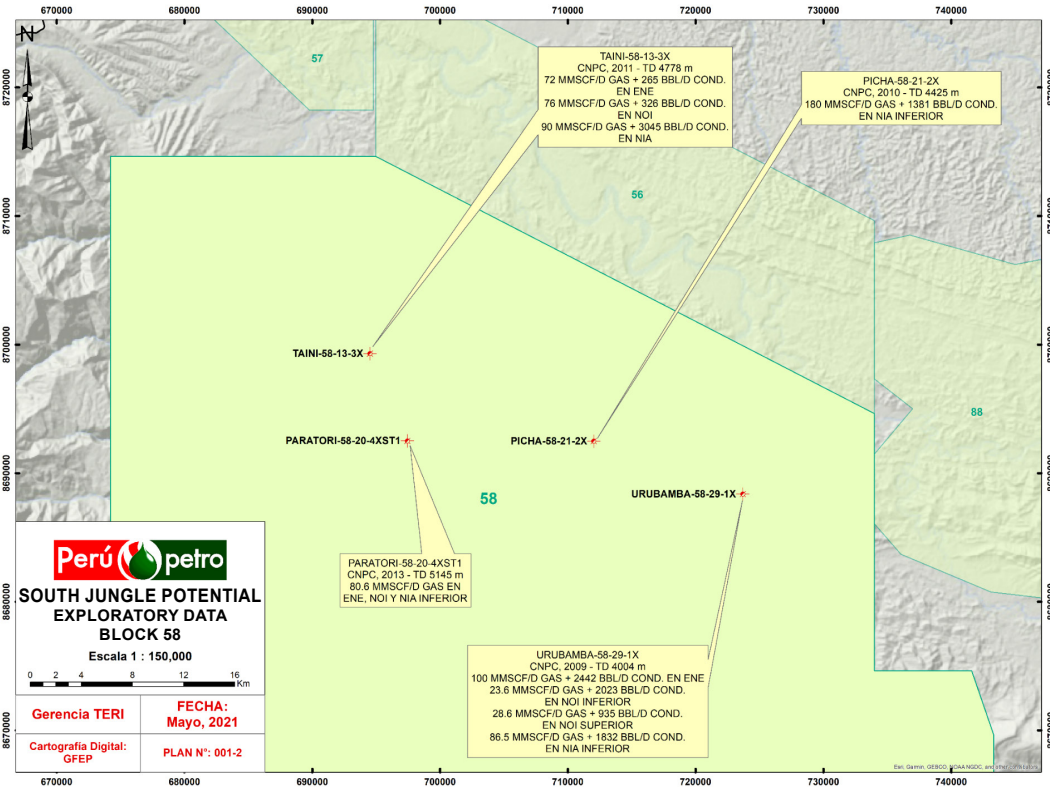 670000 680000 690000 700000 710000 720000 730000 740000
N
57
TAINI-58-13-3X
CNPC, 2011 - TD 4778 m
72 MMSCF/D GAS + 265 BBL/D COND.
EN ENE
76 MMSCF/D GAS + 326 BBL/D COND.
EN NOI
90 MMSCF/D GAS + 3045 BBL/D COND.
EN NIA
PICHA-58-21-2X
CNPC, 2010 - TD 4425 m
180 MMSCF/D GAS + 1381 BBL/D COND.
EN NIA INFERIOR
8720000
56
8710000
8700000
TAINI-58-13-3X
88
PARATORI-58-20-4XST1
PICHA-58-21-2X
8690000
URUBAMBA-58-29-1X
58
PARATORI-58-20-4XST1
CNPC, 2013 - TD 5145 m
80.6 MMSCF/D GAS EN
ENE, NOI Y NIA INFERIOR
8680000
URUBAMBA-58-29-1X
CNPC, 2009 - TD 4004 m
100 MMSCF/D GAS + 2442 BBL/D COND. EN ENE
23.6 MMSCF/D GAS + 2023 BBL/D COND.
EN NOI INFERIOR
28.6 MMSCF/D GAS + 935 BBL/D COND.
EN NOI SUPERIOR
86.5 MMSCF/D GAS + 1832 BBL/D COND.
EN NIA INFERIOR
8670000
Perú petro
SOUTH JUNGLE POTENTIAL
EXPLORATORY DATA
BLOCK 58
Escala 1 : 150,000
0 2 4 8 12 16
Km
Gerencia TERI
FECHA:
Mayo, 2021
Cartografía Digital:
GFEP
PLAN N°: 001-2
Esri, Garmin, GEBCO, NOAA NGDC, and other contributors
670000 680000 690000 700000 710000 720000 730000 740000